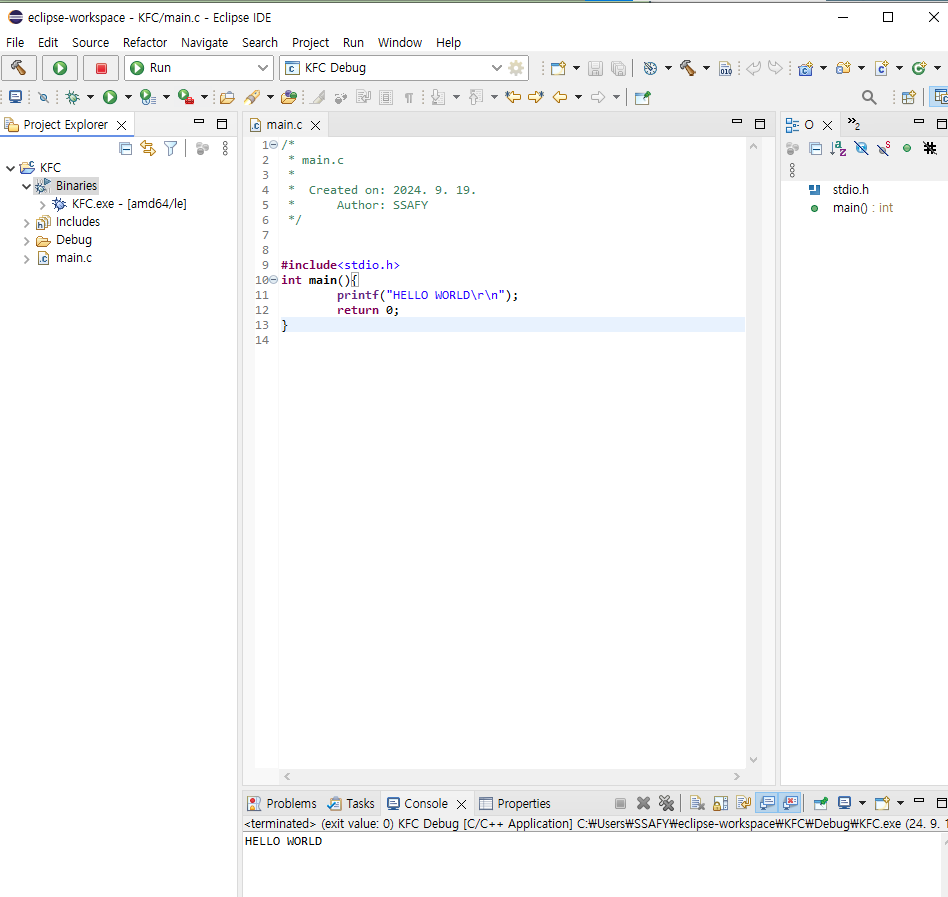 eclipse-workspace - KFC/main.c - Eclipse IDE
File Edit Source Refactor Navigate Search Project Run Window Help
Run
KFC Debug
010
Project Explorer
KFC
Binaries
KFC.exe - [amd64/le]
Includes
Debug
main.c
main.c
1 /*
2  * main.c
3  *
4  *  Created on: 2024. 9. 19.
5  *      Author: SSAFY
6  */
7
8
9 #include<stdio.h>
10 int main(){
11         printf("HELLO WORLD\r\n");
12         return 0;
13 }
14
O
»2
stdio.h
main() : int
Problems Tasks Console Properties
<terminated> (exit value: 0) KFC Debug [C/C++ Application] C:₩Users₩SSAFY₩eclipse-workspace₩KFC₩Debug₩KFC.exe (24. 9.
HELLO WORLD